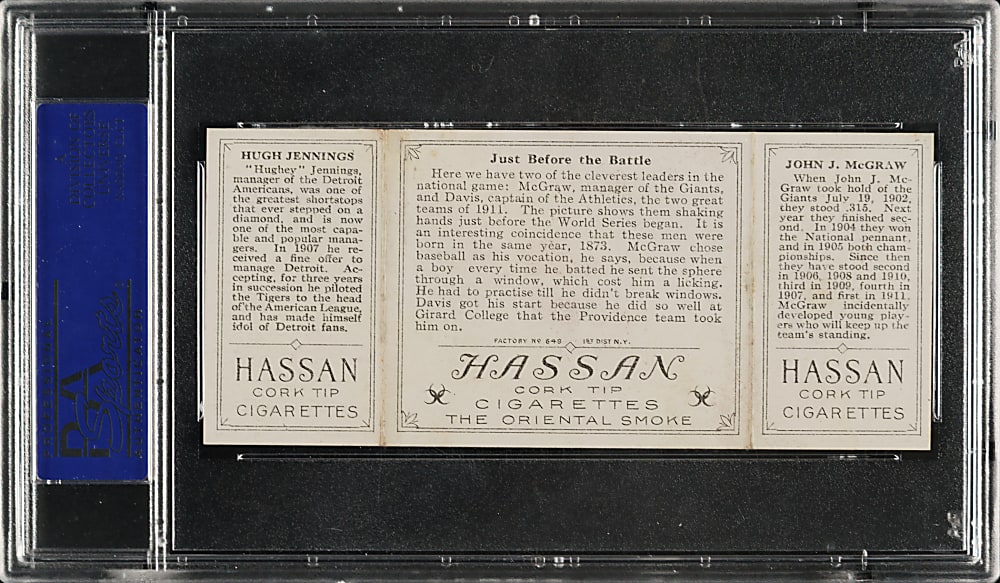 HUGH JENNINGS
"Hughey" Jennings,
manager of the Detroit
Americans, was one of
the greatest shortstops
that ever stepped on a
diamond, and is now
one of the most capa-
ble and popular mana-
gers. In 1907 he re-
ceived a fine offer to
manage Detroit. Ac-
cepting, for three years
in succession he piloted
the Tigers to the head
of the American League,
and has made himself
idol of Detroit fans.
HASSAN
CORK TIP
CIGARETTES
Just Before the Battle
Here we have two of the cleverest leaders in the
national game: McGraw, manager of the Giants,
and Davis, captain of the Athletics, the two great
teams of 1911. The picture shows them shaking
hands just before the World Series began. It is
an interesting coincidence that these men were
born in the same year, 1873. McGraw chose
baseball as his vocation, he says, because when
a boy every time he batted he sent the sphere
through a window, which cost him a licking.
He had to practise till he didn't break windows.
Davis got his start because he did so well at
Girard College that the Providence team took
him on.
FACTORY No 649 1ST DIST N.Y.
HASSAN
CORK TIP
CIGARETTES
THE ORIENTAL SMOKE
JOHN J. McGRAW
When John J. Mc-
Graw took hold of the
Giants July 19, 1902,
they stood .315. Next
year they finished sec-
ond. In 1904 they won
the National pennant,
and in 1905 both cham-
pionships. Since then
they have stood second
in 1906, 1908 and 1910,
third in 1909, fourth in
1907, and first in 1911.
McGraw incidentally
developed young play-
ers who will keep up the
team's standing.
HASSAN
CORK TIP
CIGARETTES
PSA